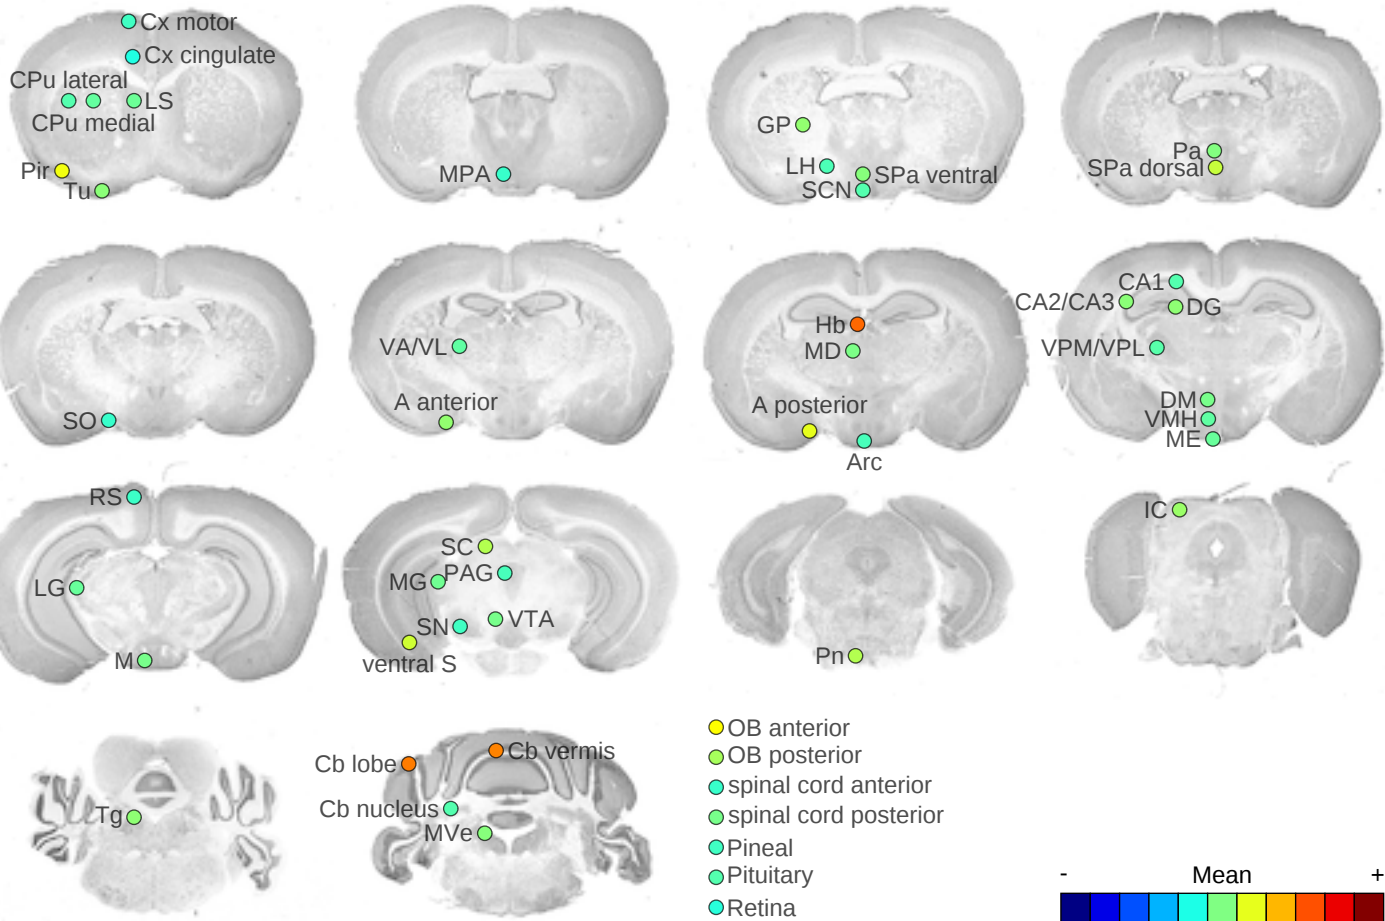 Cx motor
Cx cingulate
CPu lateral
LS
CPu medial
Pir
Tu
MPA
GP
LH
SPa ventral
SCN
Pa
SPa dorsal
SO
VA/VL
A anterior
Hb
MD
A posterior
Arc
CA1
CA2/CA3
DG
VPM/VPL
DM
VMH
ME
RS
LG
M
SC
MG
PAG
SN
VTA
ventral S
Pn
IC
Tg
Cb lobe
Cb vermis
Cb nucleus
MVe
OB anterior
OB posterior
spinal cord anterior
spinal cord posterior
Pineal
Pituitary
Retina
- Mean +